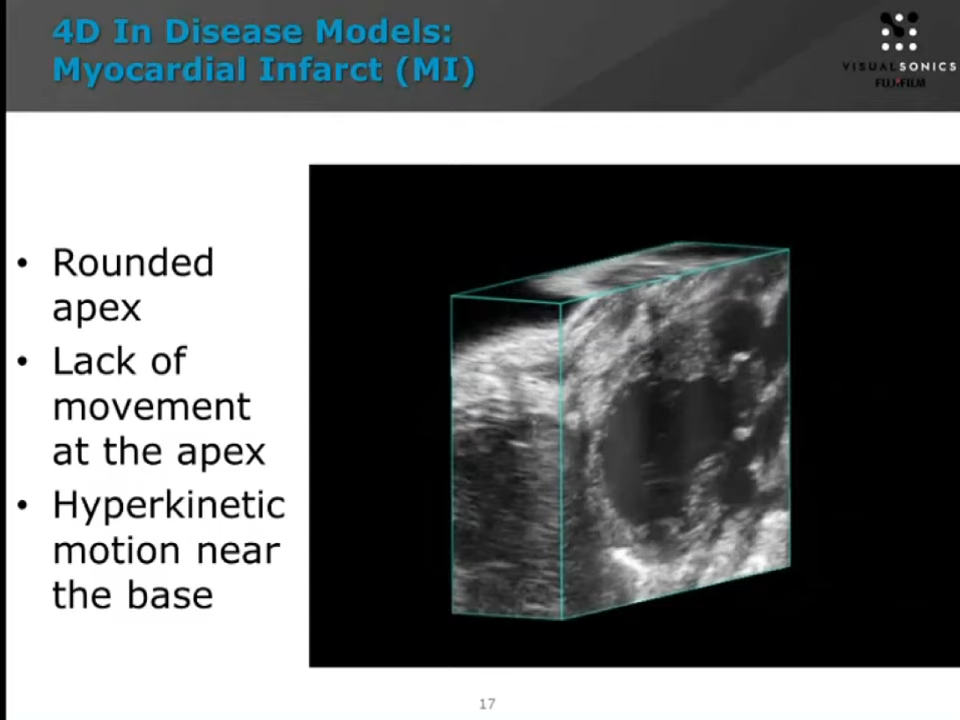 4D In Disease Models:
Myocardial Infarct (MI)
VISUALSONICS
FUJIFILM
• Rounded
apex
• Lack of
movement
at the apex
• Hyperkinetic
motion near
the base
17